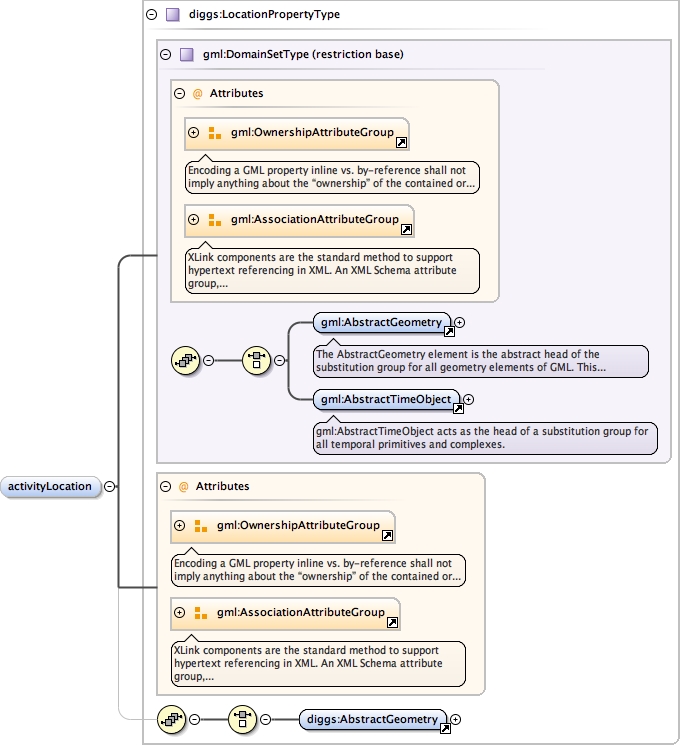 diggs:LocationPropertyType
gml:DomainSetType (restriction base)
@ Attributes
gml:OwnershipAttributeGroup
Encoding a GML property inline vs. by-reference shall not
imply anything about the “ownership” of the contained or...
gml:AssociationAttributeGroup
XLink components are the standard method to support
hypertext referencing in XML. An XML Schema attribute
group,...
gml:AbstractGeometry
The AbstractGeometry element is the abstract head of the
substitution group for all geometry elements of GML. This...
gml:AbstractTimeObject
gml:AbstractTimeObject acts as the head of a substitution group for
all temporal primitives and complexes.
activityLocation
@ Attributes
gml:OwnershipAttributeGroup
Encoding a GML property inline vs. by-reference shall not
imply anything about the “ownership” of the contained or...
gml:AssociationAttributeGroup
XLink components are the standard method to support
hypertext referencing in XML. An XML Schema attribute
group,...
diggs:AbstractGeometry